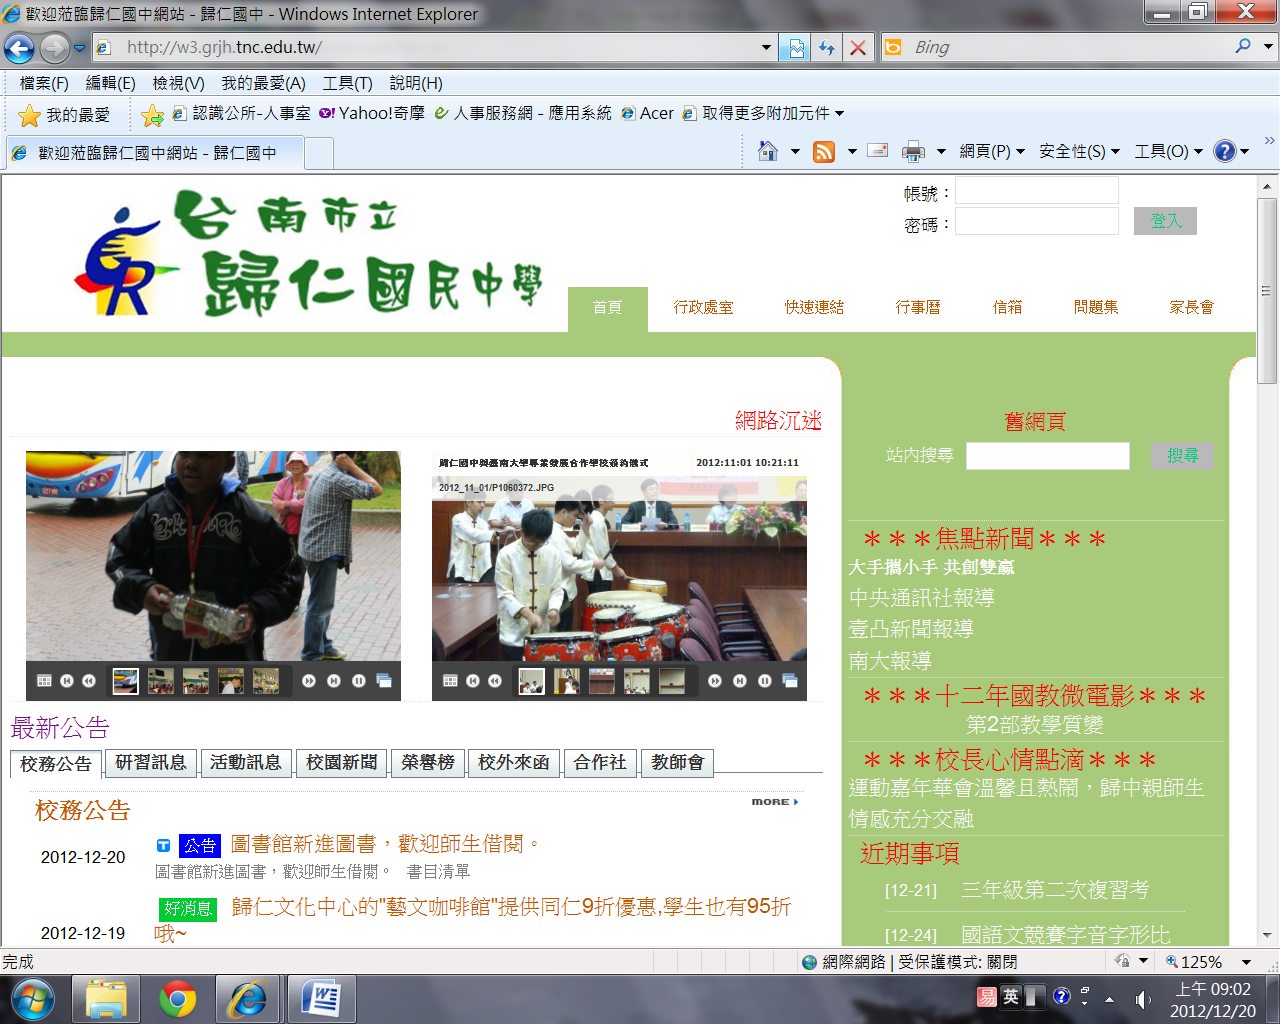 歡迎蒞臨歸仁國中網站 - 歸仁國中 - Windows Internet Explorer
http://w3.grjh.tnc.edu.tw/
Bing
檔案(F) 編輯(E) 檢視(V) 我的最愛(A) 工具(T) 說明(H)
我的最愛 認識公所-人事室 Yahoo!奇摩 人事服務網 - 應用系統 Acer 取得更多附加元件
歡迎蒞臨歸仁國中網站 - 歸仁國中 網頁(P) 安全性(S) 工具(O)
台南市立
歸仁國民中學
帳號：
密碼： 登入
首頁 行政處室 快速連結 行事曆 信箱 問題集 家長會
網路沉迷
舊網頁
站內搜尋 搜尋
歸仁國中與臺南大學專業發展合作學校簽約儀式 2012:11:01 10:21:11
2012_11_01/P1060372.JPG
＊＊＊焦點新聞＊＊＊
大手攜小手 共創雙贏
中央通訊社報導
壹凸新聞報導
南大報導
＊＊＊十二年國教微電影＊＊＊
第2部教學質變
＊＊＊校長心情點滴＊＊＊
運動嘉年華會溫馨且熱鬧，歸中親師生
情感充分交融
近期事項
[12-21] 三年級第二次複習考
[12-24] 國語文競賽字音字形比
最新公告
校務公告 研習訊息 活動訊息 校園新聞 榮譽榜 校外來函 合作社 教師會
校務公告 MORE
2012-12-20 公告 圖書館新進圖書，歡迎師生借閱。
圖書館新進圖書，歡迎師生借閱。 書目清單
好消息 歸仁文化中心的"藝文咖啡館"提供同仁9折優惠,學生也有95折
2012-12-19 哦~
完成 網際網路 | 受保護模式: 關閉 125%
易 英 上午 09:02
2012/12/20